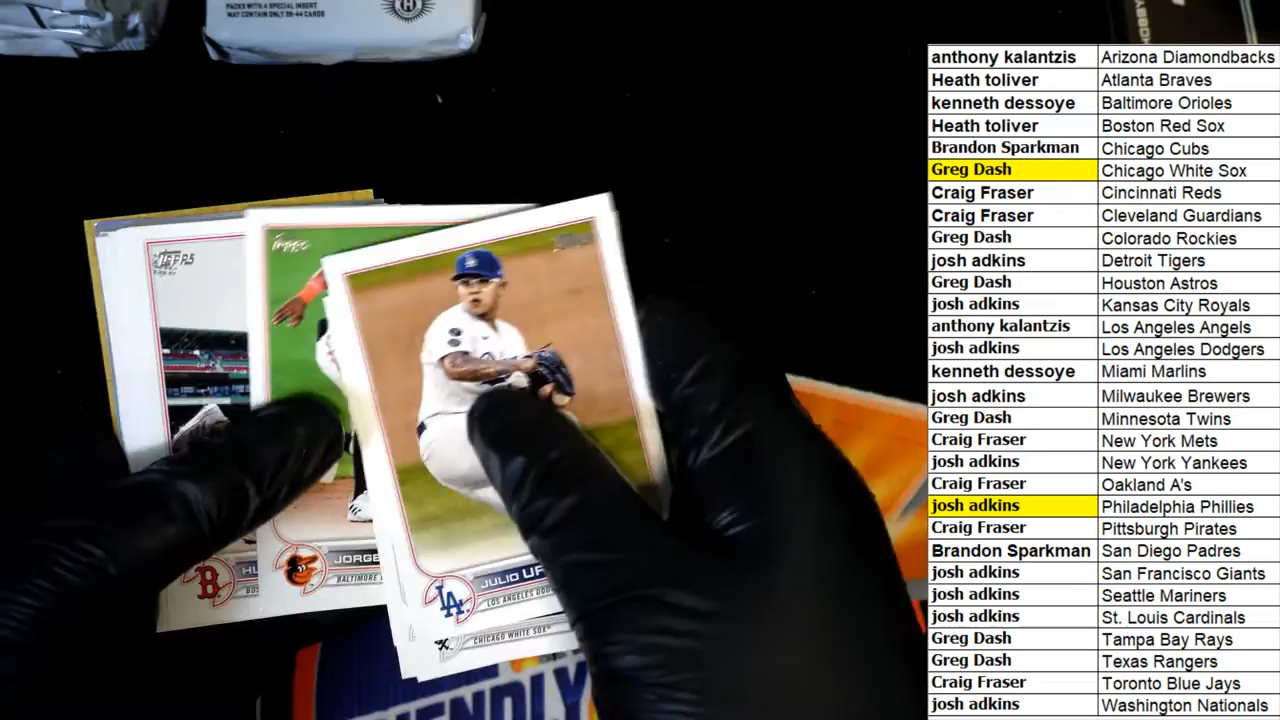 PACKS WITH A SPECIAL INSERT
MAY CONTAIN ONLY 39-44 CARDS
H
anthony kalantzis Arizona Diamondbacks
Heath toliver Atlanta Braves
kenneth dessoye Baltimore Orioles
Heath toliver Boston Red Sox
Brandon Sparkman Chicago Cubs
Greg Dash Chicago White Sox
Craig Fraser Cincinnati Reds
Craig Fraser Cleveland Guardians
Greg Dash Colorado Rockies
josh adkins Detroit Tigers
Greg Dash Houston Astros
josh adkins Kansas City Royals
anthony kalantzis Los Angeles Angels
josh adkins Los Angeles Dodgers
kenneth dessoye Miami Marlins
josh adkins Milwaukee Brewers
Greg Dash Minnesota Twins
Craig Fraser New York Mets
josh adkins New York Yankees
Craig Fraser Oakland A's
josh adkins Philadelphia Phillies
Craig Fraser Pittsburgh Pirates
Brandon Sparkman San Diego Padres
josh adkins San Francisco Giants
josh adkins Seattle Mariners
josh adkins St. Louis Cardinals
Greg Dash Tampa Bay Rays
Greg Dash Texas Rangers
Craig Fraser Toronto Blue Jays
josh adkins Washington Nationals
TOPPS
Topps
B
HU
BOS
JORGE
BALTIMORE
LA
JULIO UR
LOS ANGELES DOD
CHICAGO WHITE SOX
ENDLY